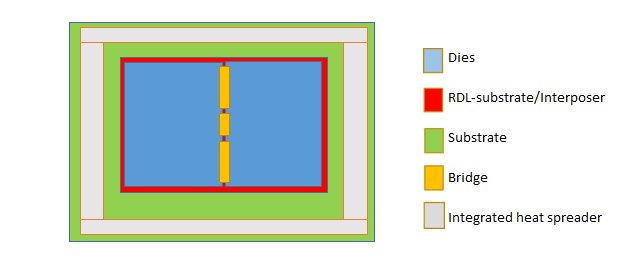 Dies
RDL-substrate/Interposer
Substrate
Bridge
Integrated heat spreader